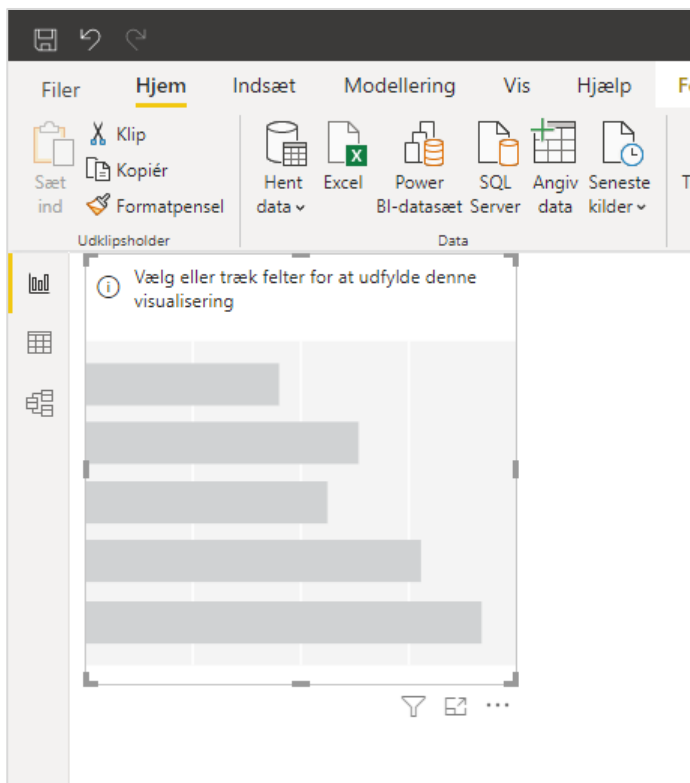 Filer Hjem Indsæt Modellering Vis Hjælp
Sæt ind
Klip
Kopiér
Formatpensel
Udklipsholder
Hent data
Excel
Power BI-datasæt
SQL Server
Angiv data
Seneste kilder
Data
Vælg eller træk felter for at udfylde denne
visualisering